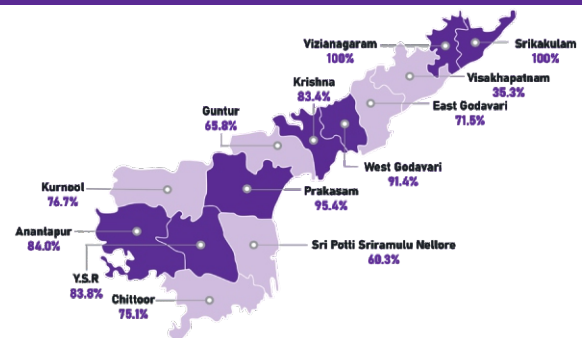 Vizianagaram
100%
Srikakulam
100%
Visakhapatnam
35.3%
Krishna
83.4%
East Godavari
71.5%
Guntur
65.8%
West Godavari
91.4%
Kurnool
76.7%
Prakasam
95.4%
Anantapur
84.0%
Sri Potti Sriramulu Nellore
60.3%
Y.S.R
83.8%
Chittoor
75.1%